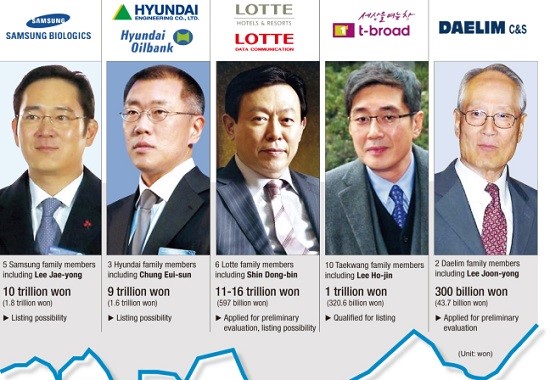 SAMSUNG
SAMSUNG BIOLOGICS
HYUNDAI
ENGINEERING CO., LTD.
Hyundai
Oilbank
LOTTE
HOTELS & RESORTS
LOTTE
DATA COMMUNICATION
세상을 여는 창
t-broad
DAELIM C&S
5 Samsung family members
including Lee Jae-yong
10 trillion won
(1.8 trillion won)
▶ Listing possibility
3 Hyundai family members
including Chung Eui-sun
9 trillion won
(1.6 trillion won)
▶ Listing possibility
6 Lotte family members
including Shin Dong-bin
11-16 trillion won
(597 billion won)
▶ Applied for preliminary
evaluation, listing possibility
10 Taekwang family members
including Lee Ho-jin
1 trillion won
(320.6 billion won)
▶ Qualified for listing
2 Daelim family members
including Lee Joon-yong
300 billion won
(43.7 billion won)
▶ Applied for preliminary
evaluation
(Unit: won)